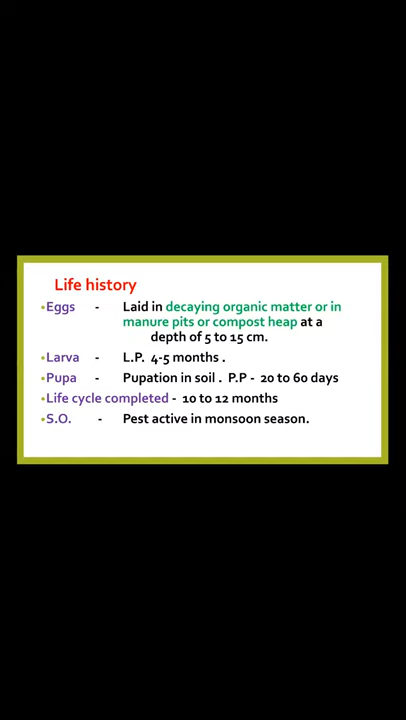 Life history
•Eggs - Laid in decaying organic matter or in
manure pits or compost heap at a
depth of 5 to 15 cm.
•Larva - L.P. 4-5 months .
•Pupa - Pupation in soil . P.P - 20 to 60 days
•Life cycle completed - 10 to 12 months
•S.O. - Pest active in monsoon season.